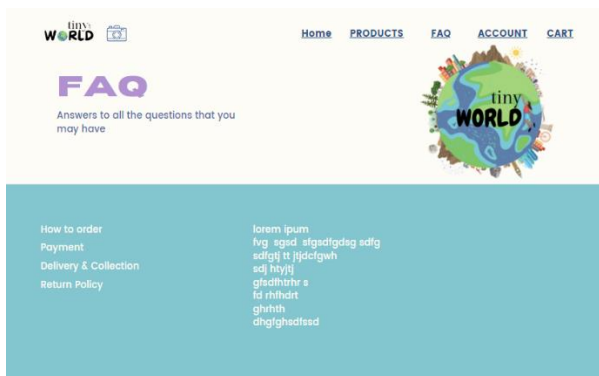 tiny
WORLD
Home PRODUCTS FAQ ACCOUNT CART
FAQ
Answers to all the questions that you
may have
tiny
WORLD
How to order
Payment
Delivery & Collection
Return Policy
lorem ipum
fvg sgsd sfgsdfgdsg sdfg
sdfgtj tt jtjdcfgwh
sdj htyjtj
gfsdfhtrhr s
fd rhfhdrt
ghrhth
dhgfghsdfssd